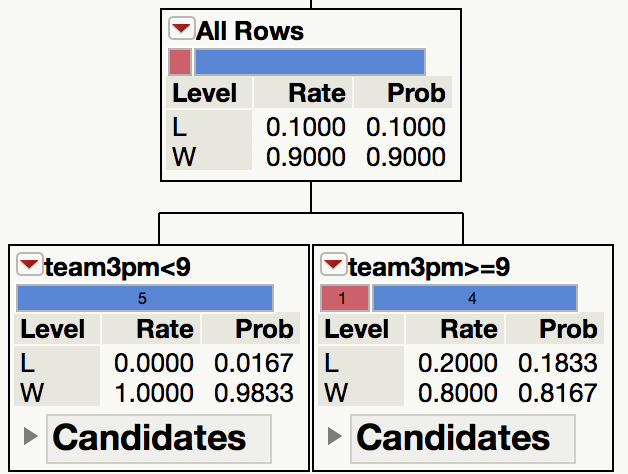 All Rows
Level Rate Prob
L 0.1000 0.1000
W 0.9000 0.9000
team3pm<9
5
Level Rate Prob
L 0.0000 0.0167
W 1.0000 0.9833
Candidates
team3pm>=9
1 4
Level Rate Prob
L 0.2000 0.1833
W 0.8000 0.8167
Candidates